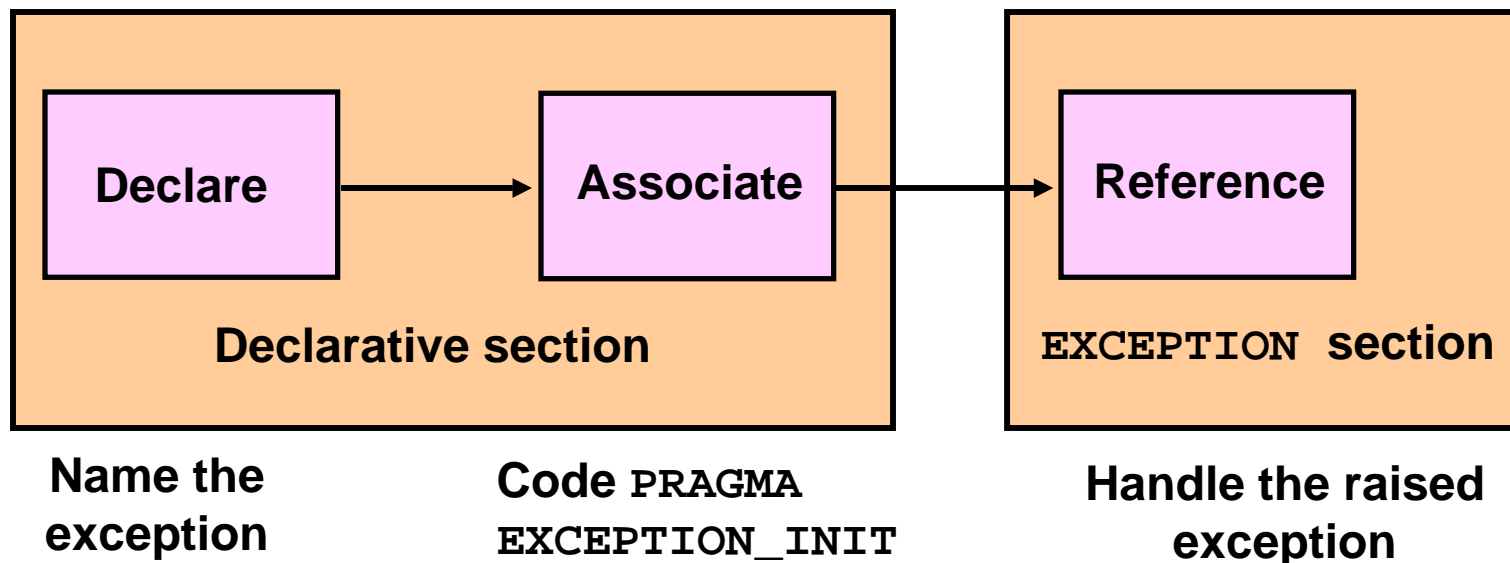 Declare
Associate
Reference
Declarative section
EXCEPTION section
Name the
exception
Code PRAGMA
EXCEPTION_INIT
Handle the raised
exception